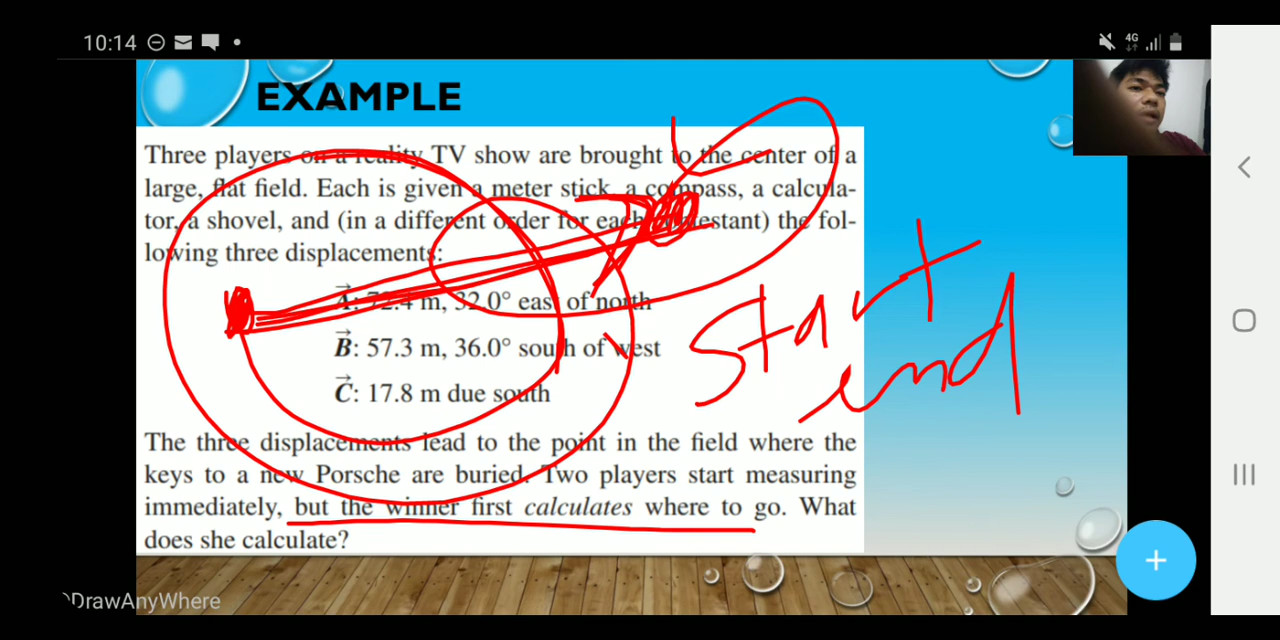 10:14
4G
EXAMPLE
Three players on a reality TV show are brought to the center of a
large, flat field. Each is given a meter stick, a compass, a calcula-
tor, a shovel, and (in a different order for each contestant) the fol-
lowing three displacements:
A: 72.4 m, 32.0° east of north
B: 57.3 m, 36.0° south of west
C: 17.8 m due south
Start
end
The three displacements lead to the point in the field where the
keys to a new Porsche are buried. Two players start measuring
immediately, but the winner first calculates where to go. What
does she calculate?
DrawAnyWhere